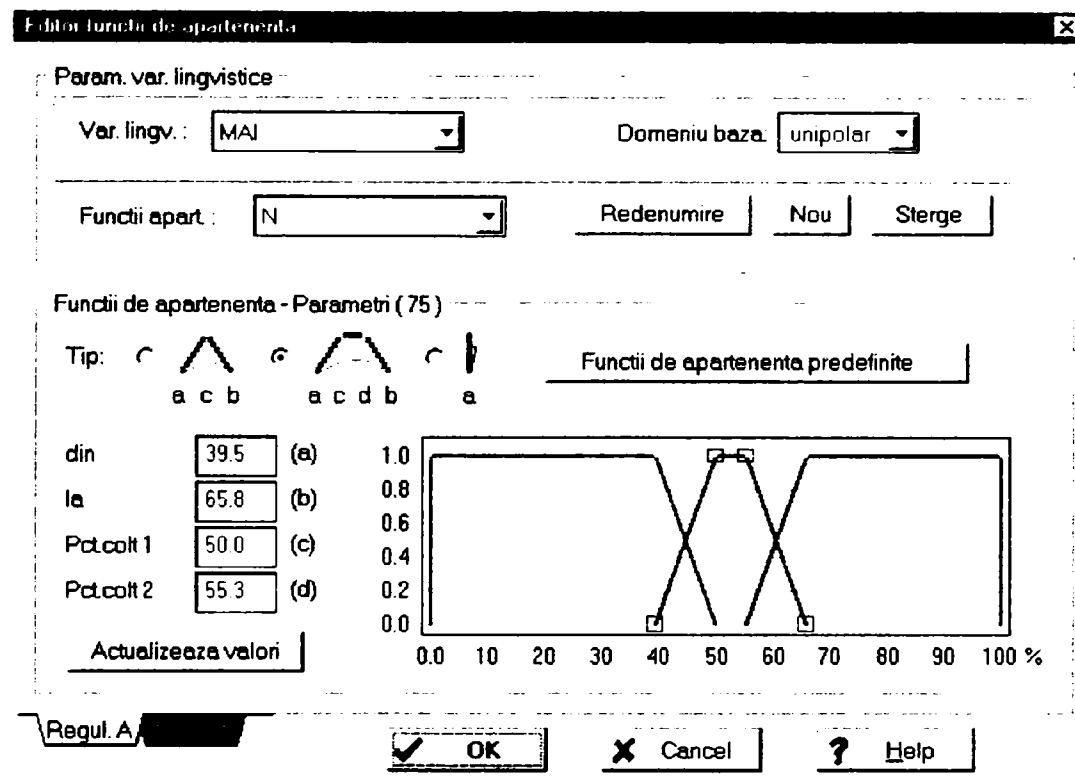 Editor functii de apartenenta
Param. var. lingvistice
Var. lingv. : MAI Domeniu baza: unipolar
Functii apart. : N Redenumire Nou Sterge
Functii de apartenenta - Parametri ( 75 )
Tip: a c b a c d b a Functii de apartenenta predefinite
din 39.5 (a)
la 65.8 (b)
Pct.colt 1 50.0 (c)
Pct.colt 2 55.3 (d)
Actualizeaza valori
1.0
0.8
0.6
0.4
0.2
0.0
0.0 10 20 30 40 50 60 70 80 90 100 %
Regul. A
OK Cancel Help